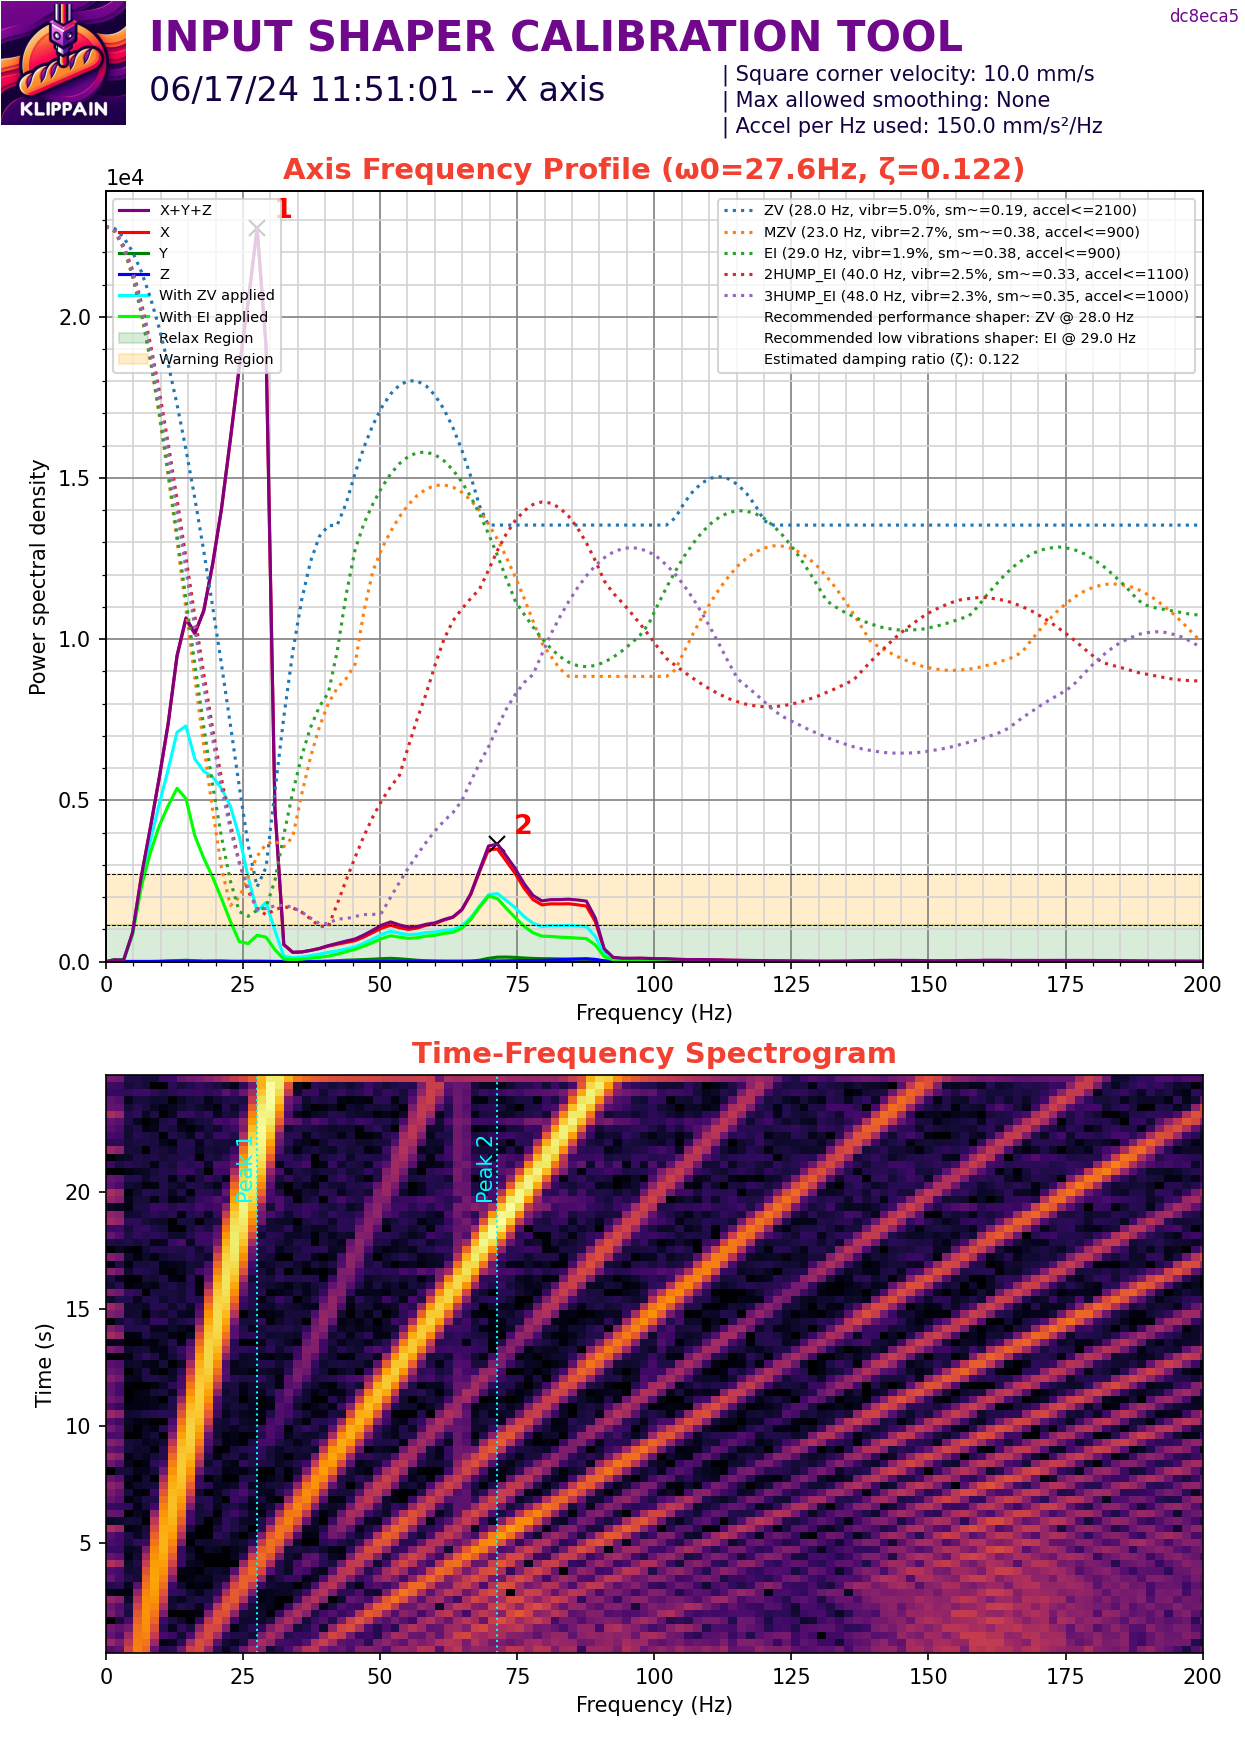 KLIPPAIN
INPUT SHAPER CALIBRATION TOOL
dc8eca5
06/17/24 11:51:01 -- X axis
| Square corner velocity: 10.0 mm/s
| Max allowed smoothing: None
| Accel per Hz used: 150.0 mm/s²/Hz
Axis Frequency Profile (ω0=27.6Hz, ζ=0.122)
1e4
X+Y+Z
X
Y
Z
With ZV applied
With EI applied
Relax Region
Warning Region
1
ZV (28.0 Hz, vibr=5.0%, sm~=0.19, accel<=2100)
MZV (23.0 Hz, vibr=2.7%, sm~=0.38, accel<=900)
EI (29.0 Hz, vibr=1.9%, sm~=0.38, accel<=900)
2HUMP_EI (40.0 Hz, vibr=2.5%, sm~=0.33, accel<=1100)
3HUMP_EI (48.0 Hz, vibr=2.3%, sm~=0.35, accel<=1000)
Recommended performance shaper: ZV @ 28.0 Hz
Recommended low vibrations shaper: EI @ 29.0 Hz
Estimated damping ratio (ζ): 0.122
2.0
1.5
1.0
0.5
0.0
Power spectral density
2
0 25 50 75 100 125 150 175 200
Frequency (Hz)
Time-Frequency Spectrogram
Peak 1
Peak 2
20
15
10
5
Time (s)
0 25 50 75 100 125 150 175 200
Frequency (Hz)